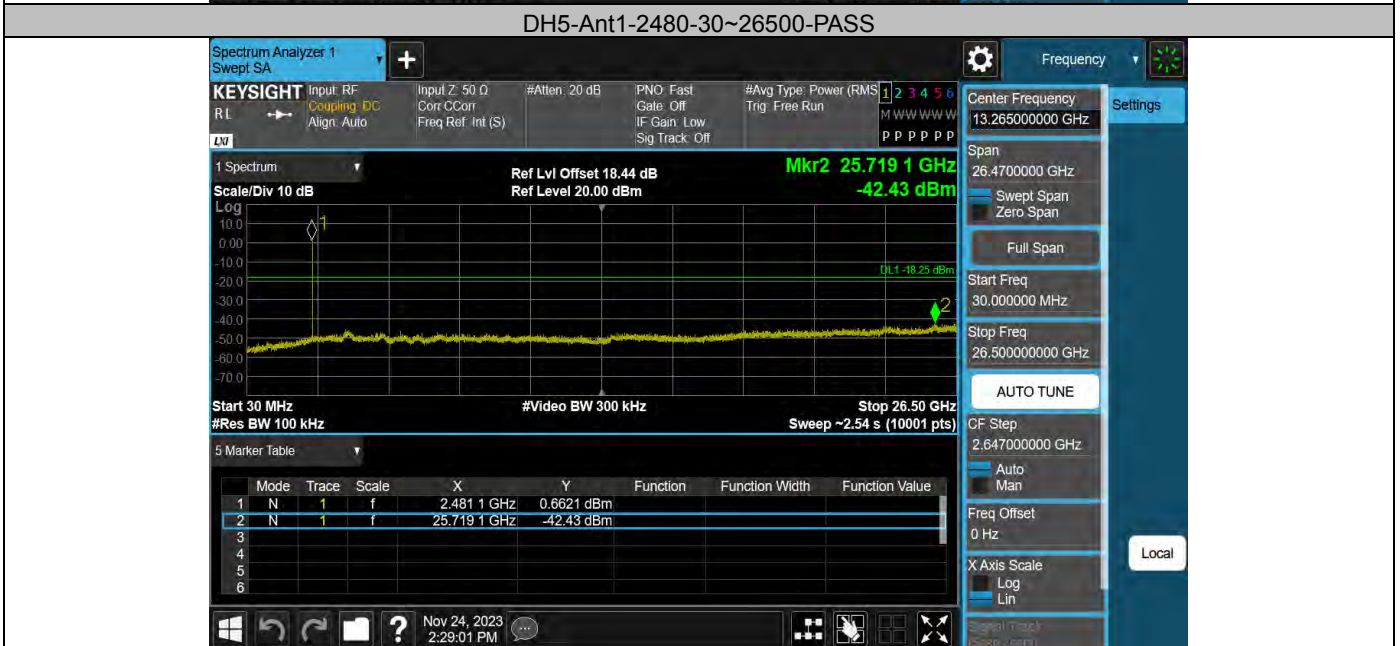 DH5-Ant1-2480-30~26500-PASS
Spectrum Analyzer 1
Swept SA
Frequency
KEYSIGHT
RL
LXI
Input: RF
Coupling: DC
Align: Auto
Input Z: 50 Ω
Corr CCorr
Freq Ref: Int (S)
#Atten: 20 dB
PNO: Fast
Gate: Off
IF Gain: Low
Sig Track: Off
#Avg Type: Power (RMS
Trig: Free Run
1 2 3 4 5 6
M W W W W W
P P P P P P
1 Spectrum
Scale/Div 10 dB
Ref Lvl Offset 18.44 dB
Ref Level 20.00 dBm
Mkr2 25.719 1 GHz
-42.43 dBm
Log
10.0
0.00
-10.0
-20.0
-30.0
-40.0
-50.0
-60.0
-70.0
1
DL1 -18.25 dBm
2
Start 30 MHz
#Video BW 300 kHz
Stop 26.50 GHz
#Res BW 100 kHz
Sweep ~2.54 s (10001 pts)
5 Marker Table
Mode Trace Scale X Y Function Function Width Function Value
1 N 1 f 2.481 1 GHz 0.6621 dBm
2 N 1 f 25.719 1 GHz -42.43 dBm
3
4
5
6
Nov 24, 2023
2:29:01 PM
Settings
Center Frequency
13.265000000 GHz
Span
26.4700000 GHz
Swept Span
Zero Span
Full Span
Start Freq
30.000000 MHz
Stop Freq
26.500000000 GHz
AUTO TUNE
CF Step
2.647000000 GHz
Auto
Man
Freq Offset
0 Hz
X Axis Scale
Log
Lin
Signal Track
Local